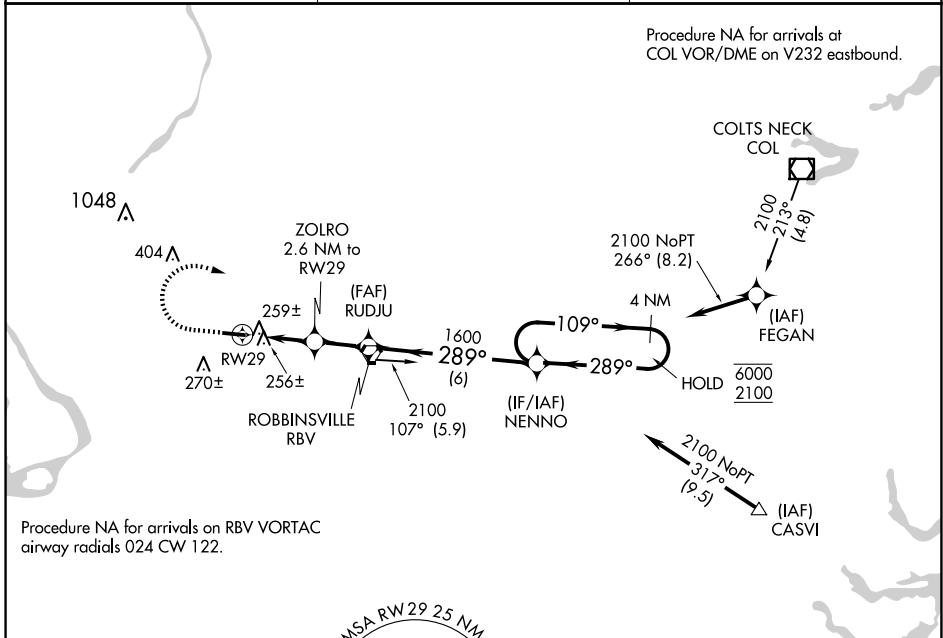 Procedure NA for arrivals at
COL VOR/DME on V232 eastbound.
COLTS NECK
COL
2100
213°
(4.8)
1048
404
ZOLRO
2.6 NM to
RW29
2100 NoPT
266° (8.2)
(FAF)
RUDJU
4 NM
(IAF)
FEGAN
259±
109°
1600
289°
(6)
289°
RW29
270±
256±
HOLD
6000
2100
ROBBINSVILLE
RBV
2100
107° (5.9)
(IF/IAF)
NENNO
2100 NoPT
317°
(9.5)
(IAF)
CASVI
Procedure NA for arrivals on RBV VORTAC
airway radials 024 CW 122.
MSA RW29 25 NM